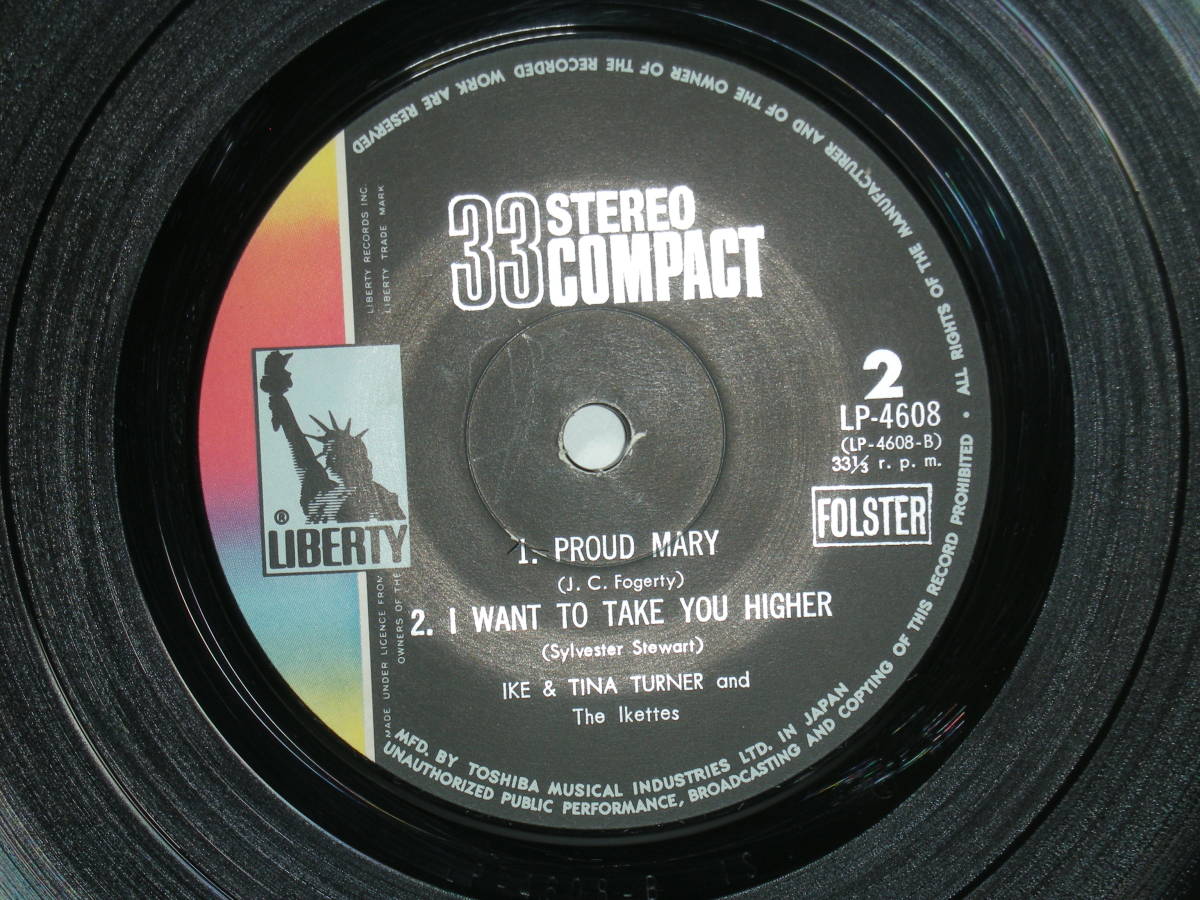 33 STEREO
COMPACT
LIBERTY RECORDS INC.
LIBERTY TRADE MARK
2
LP-4608
(LP-4608-B)
33⅓ r. p. m.
FOLSTER
®
LIBERTY
1. PROUD MARY
(J. C. Fogerty)
2. I WANT TO TAKE YOU HIGHER
(Sylvester Stewart)
IKE & TINA TURNER and
The Ikettes
MADE UNDER LICENCE FROM
OWNERS OF THE
MFD. BY TOSHIBA MUSICAL INDUSTRIES LTD. IN JAPAN
UNAUTHORIZED PUBLIC PERFORMANCE, BROADCASTING AND COPYING OF THIS RECORD PROHIBITED • ALL RIGHTS OF THE MANUFACTURER AND OF THE OWNER OF THE RECORDED WORK ARE RESERVED